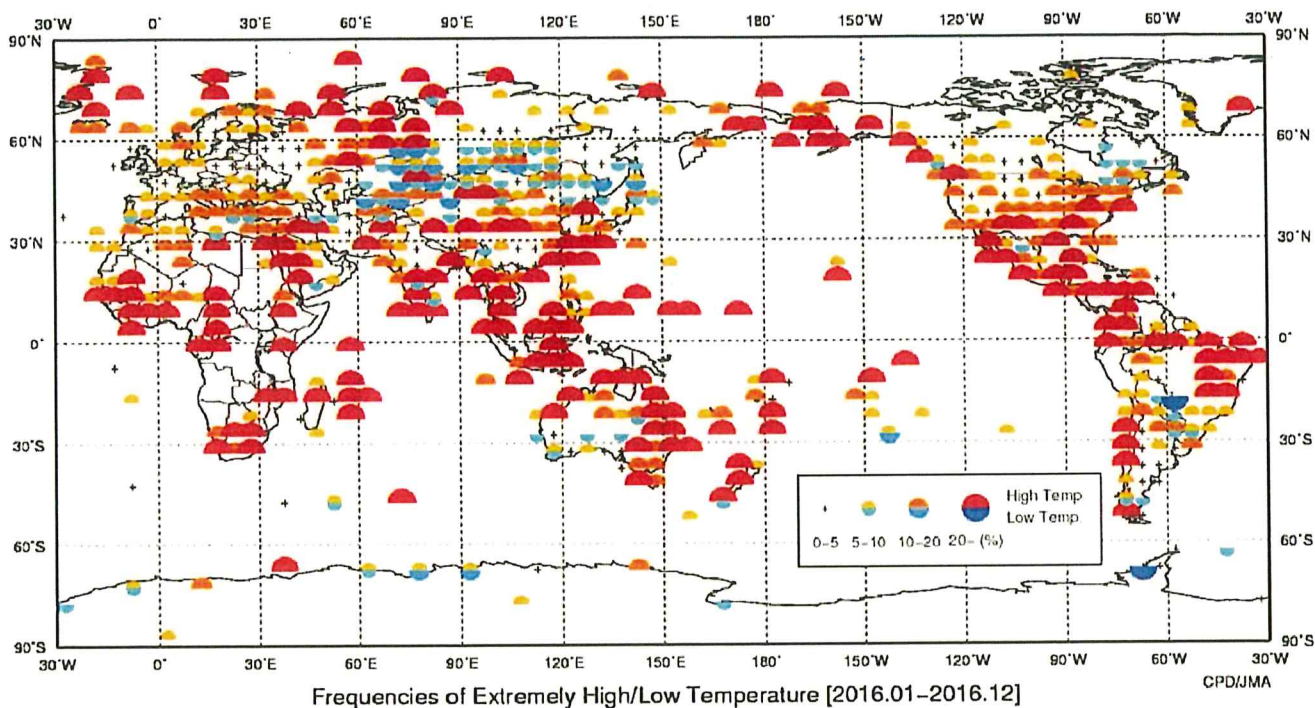 30°W 0° 30°E 60°E 90°E 120°E 150°E 180° 150°W 120°W 90°W 60°W 30°W
90°N 90°N
60°N 60°N
30°N 30°N
0° 0°
30°S 30°S
High Temp
Low Temp.
0-5 5-10 10-20 20- (%)
60°S 60°S
90°S 90°S
30°W 0° 30°E 60°E 90°E 120°E 150°E 180° 150°W 120°W 90°W 60°W 30°W
CPD/JMA
Frequencies of Extremely High/Low Temperature [2016.01-2016.12]